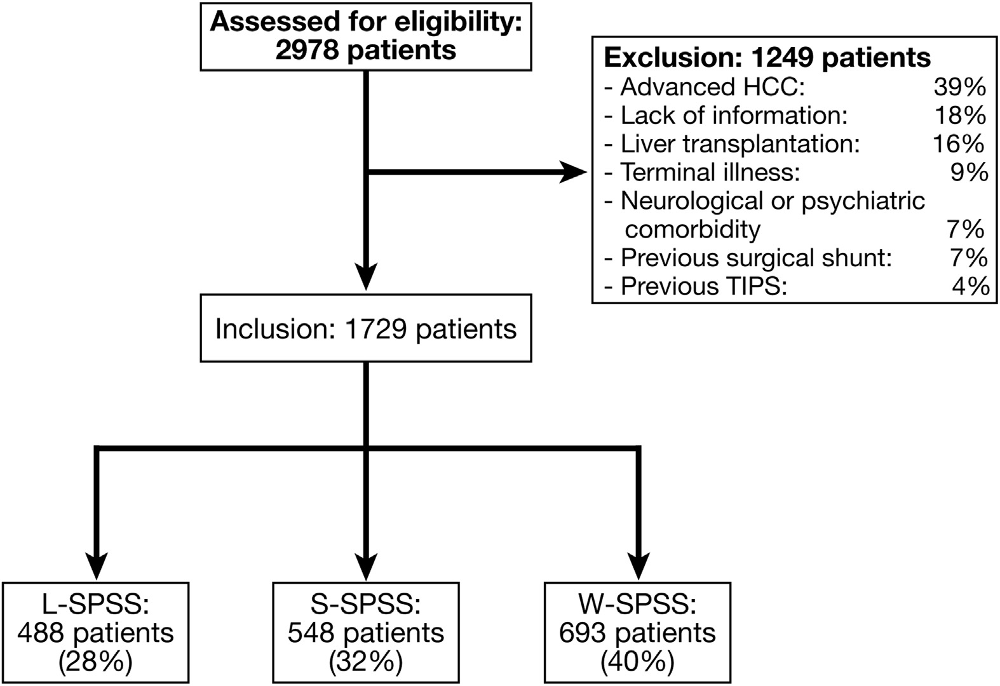 Assessed for eligibility:
2978 patients
Exclusion: 1249 patients
- Advanced HCC: 39%
- Lack of information: 18%
- Liver transplantation: 16%
- Terminal illness: 9%
- Neurological or psychiatric
comorbidity 7%
- Previous surgical shunt: 7%
- Previous TIPS: 4%
Inclusion: 1729 patients
L-SPSS:
488 patients
(28%)
S-SPSS:
548 patients
(32%)
W-SPSS:
693 patients
(40%)